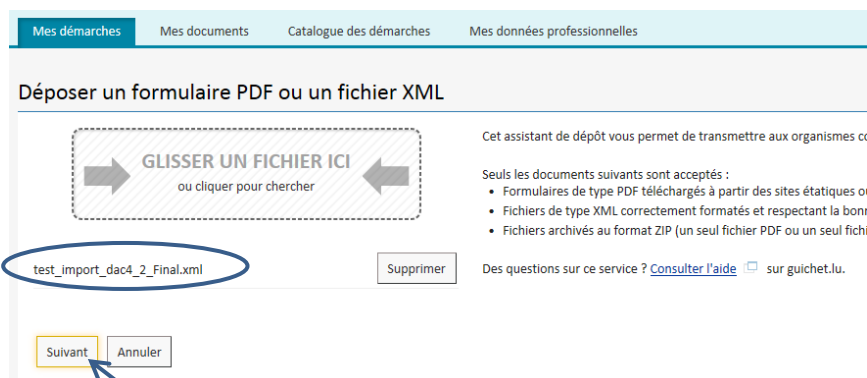 Mes démarches Mes documents Catalogue des démarches Mes données professionnelles
Déposer un formulaire PDF ou un fichier XML
GLISSER UN FICHIER ICI
ou cliquer pour chercher
test_import_dac4_2_Final.xml
Supprimer
Suivant Annuler
Cet assistant de dépôt vous permet de transmettre aux organismes
Seuls les documents suivants sont acceptés :
• Formulaires de type PDF téléchargés à partir des sites étatiques
• Fichiers de type XML correctement formatés et respectant la
• Fichiers archivés au format ZIP (un seul fichier PDF ou un seul
Des questions sur ce service ? Consulter l'aide sur guichet.lu.